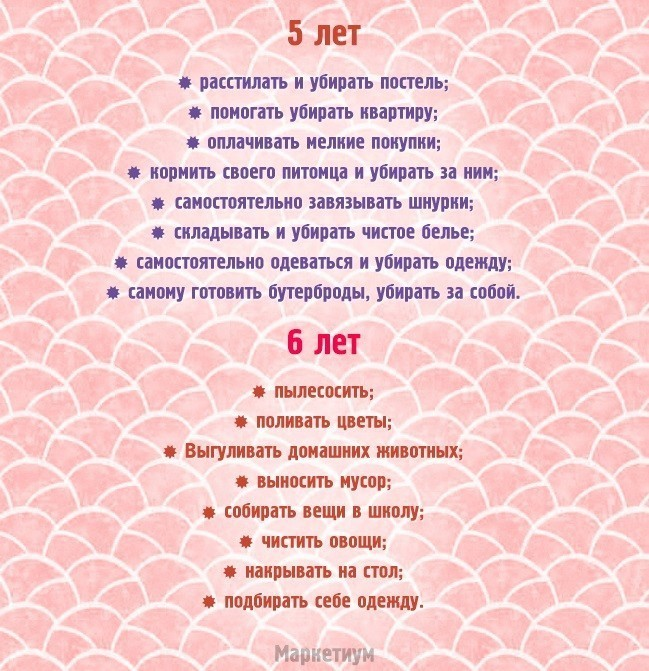 5 лет
✸ расстилать и убирать постель;
✸ помогать убирать квартиру;
✸ оплачивать мелкие покупки;
✸ кормить своего питомца и убирать за ним;
✸ самостоятельно завязывать шнурки;
✸ складывать и убирать чистое белье;
✸ самостоятельно одеваться и убирать одежду;
✸ самому готовить бутерброды, убирать за собой.
6 лет
✸ пылесосить;
✸ поливать цветы;
✸ Выгуливать домашних животных;
✸ выносить мусор;
✸ собирать вещи в школу;
✸ чистить овощи;
✸ накрывать на стол;
✸ подбирать себе одежду.
Маркетиум